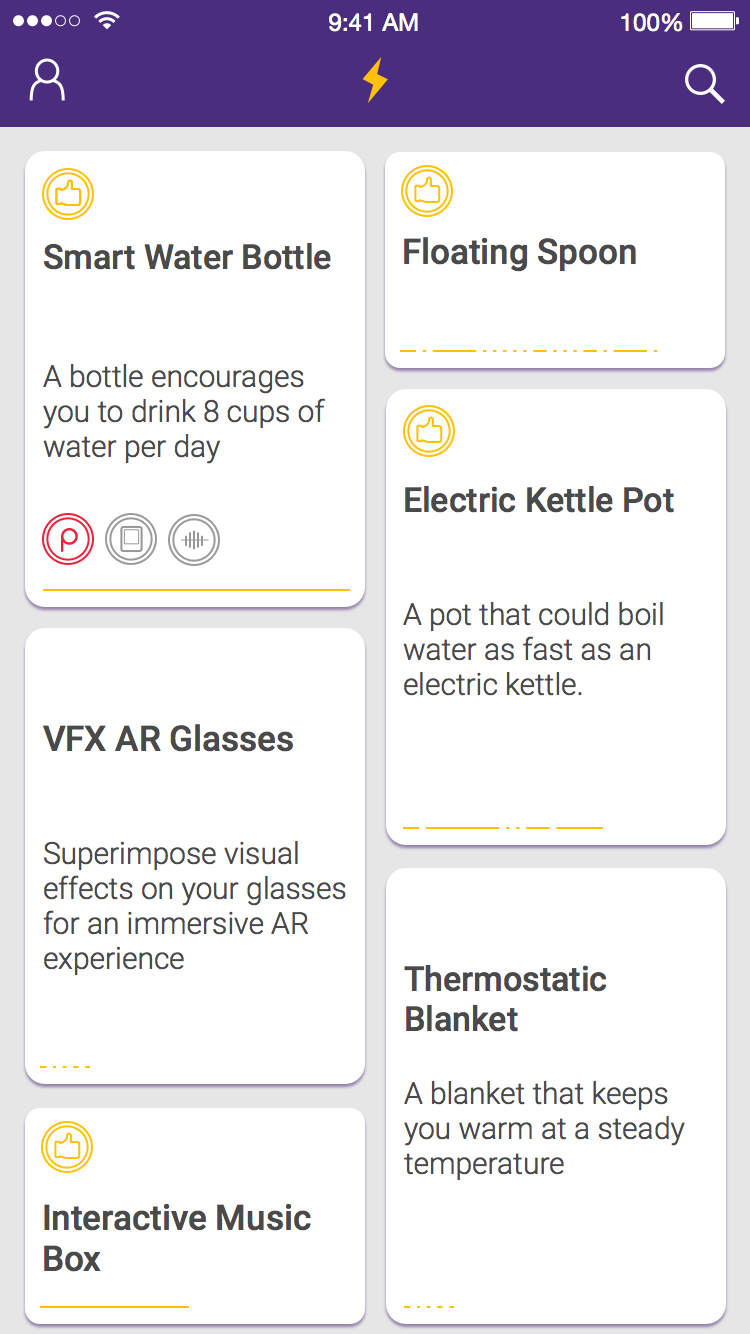 9:41 AM
100%
Smart Water Bottle
A bottle encourages
you to drink 8 cups of
water per day
Floating Spoon
Electric Kettle Pot
A pot that could boil
water as fast as an
electric kettle.
VFX AR Glasses
Superimpose visual
effects on your glasses
for an immersive AR
experience
Thermostatic
Blanket
A blanket that keeps
you warm at a steady
temperature
Interactive Music
Box